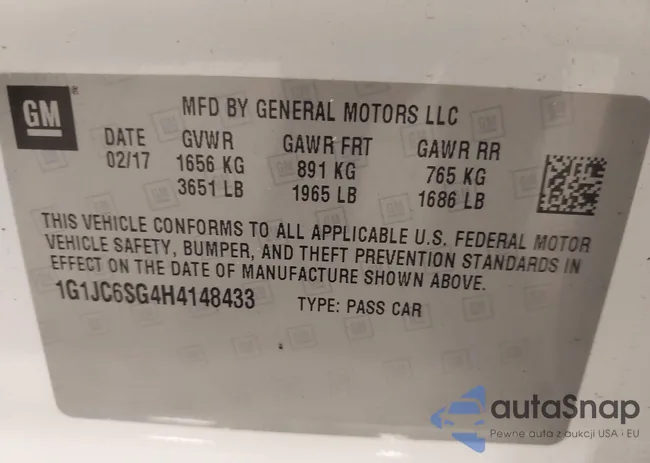 GM ®
MFD BY GENERAL MOTORS LLC
DATE GVWR GAWR FRT GAWR RR
02/17 1656 KG 891 KG 765 KG
3651 LB 1965 LB 1686 LB
THIS VEHICLE CONFORMS TO ALL APPLICABLE U.S. FEDERAL MOTOR
VEHICLE SAFETY, BUMPER, AND THEFT PREVENTION STANDARDS IN
EFFECT ON THE DATE OF MANUFACTURE SHOWN ABOVE.
1G1JC6SG4H4148433 TYPE: PASS CAR
autaSnap
Pewne auta z aukcji USA i EU